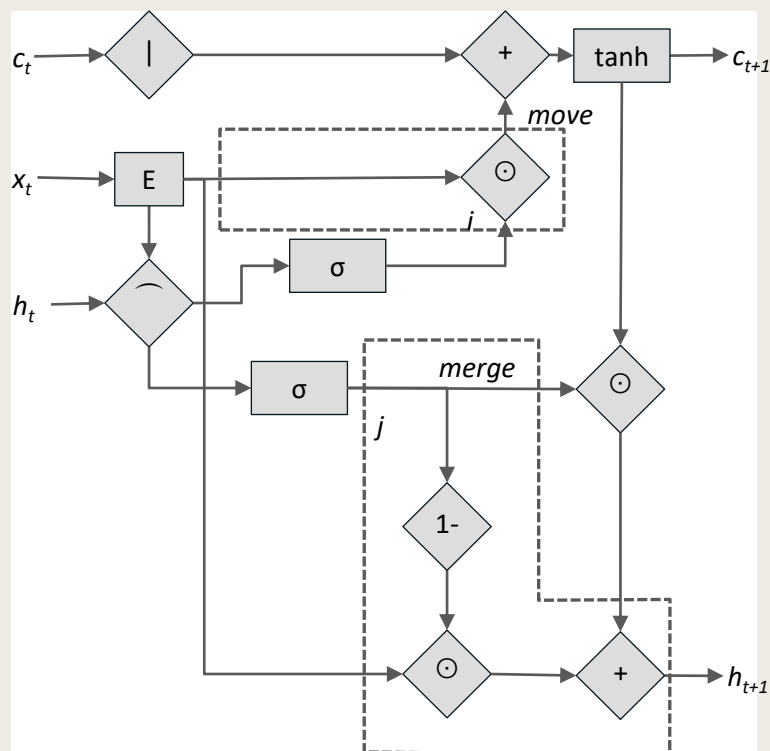 c_t | + tanh c_{t+1}
move
x_t E ⊙
i
σ
h_t ⌒
merge
σ ⊙
j
1-
⊙ + h_{t+1}